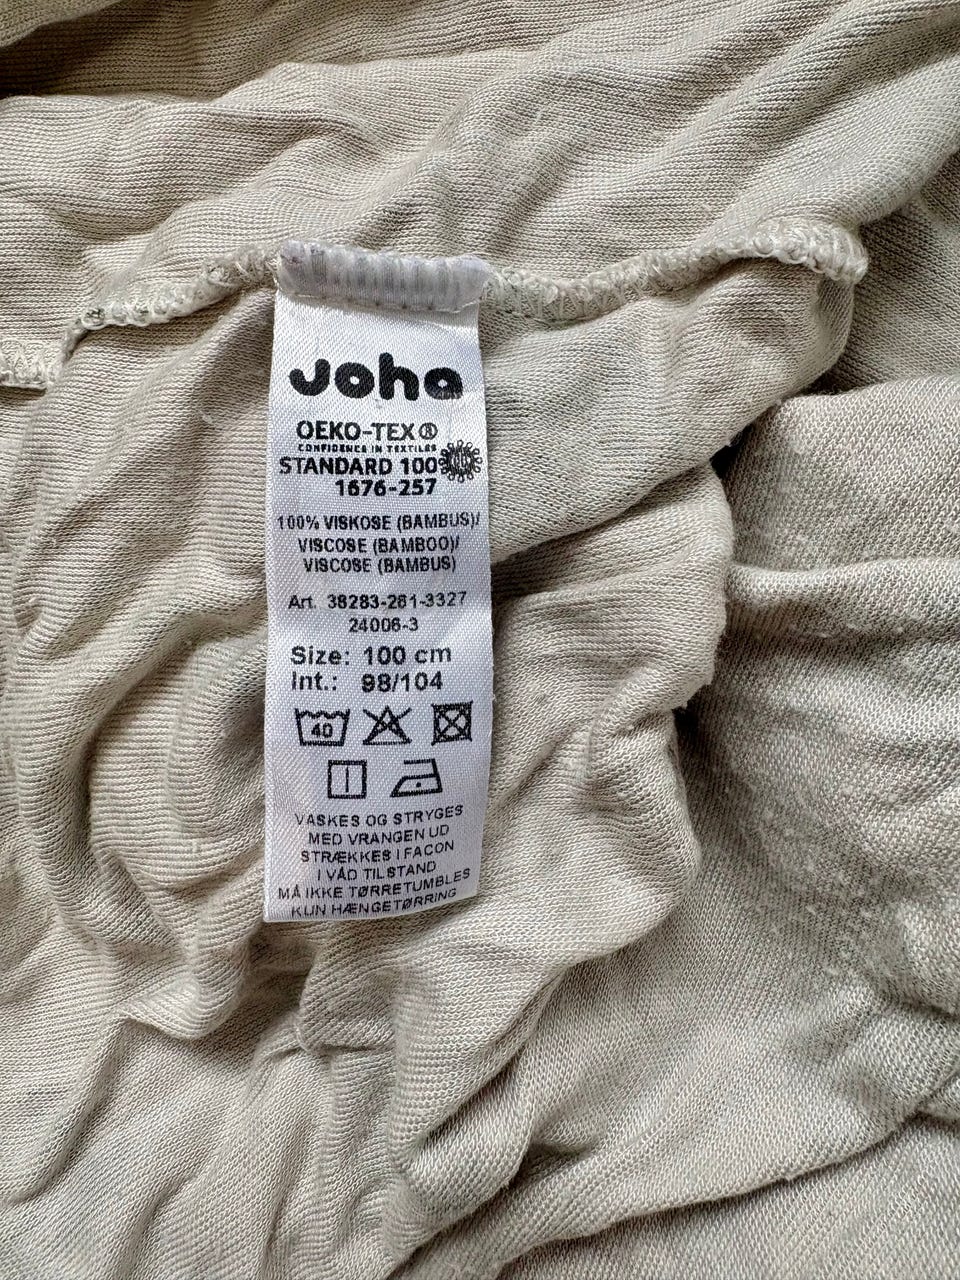 Joha
OEKO-TEX®
CONFIDENCE IN TEXTILES
STANDARD 100
1676-257
100% VISKOSE (BAMBUS)/
VISCOSE (BAMBOO)/
VISCOSE (BAMBUS)
Art. 38283-281-3327
24006-3
Size: 100 cm
Int.: 98/104
40
VASKES OG STRYGES
MED VRANGEN UD
STRÆKKES I FACON
I VÅD TILSTAND
MÅ IKKE TØRRETUMBLES
KUN HÆNGETØRRING